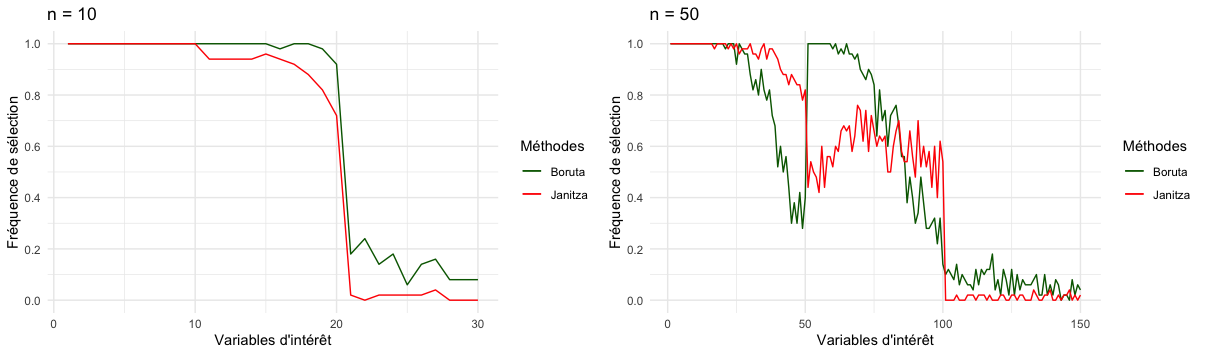 n = 10
Fréquence de sélection
1.0
0.8
0.6
0.4
0.2
0.0
0
10
20
30
Variables d'intérêt
Méthodes
Boruta
Janitza
n = 50
Fréquence de sélection
1.0
0.8
0.6
0.4
0.2
0.0
0
50
100
150
Variables d'intérêt
Méthodes
Boruta
Janitza